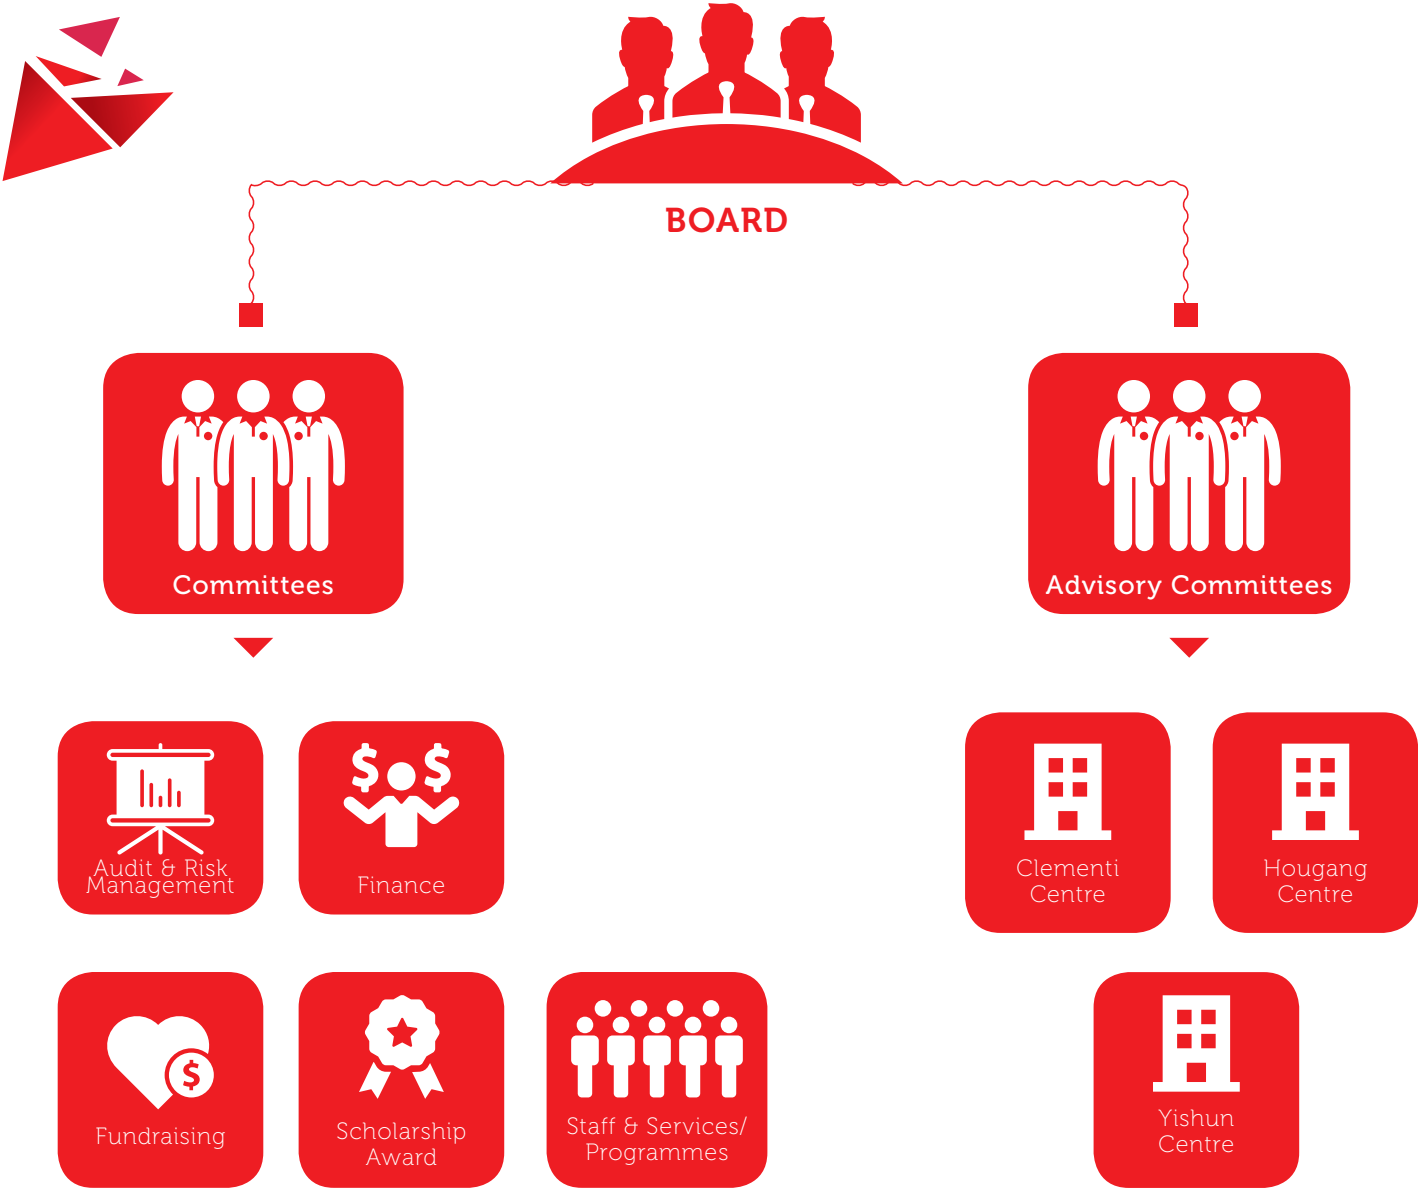 BOARD
Committees
Advisory Committees
Audit & Risk
Management
Finance
Clementi
Centre
Hougang
Centre
Fundraising
Scholarship
Award
Staff & Services/
Programmes
Yishun
Centre